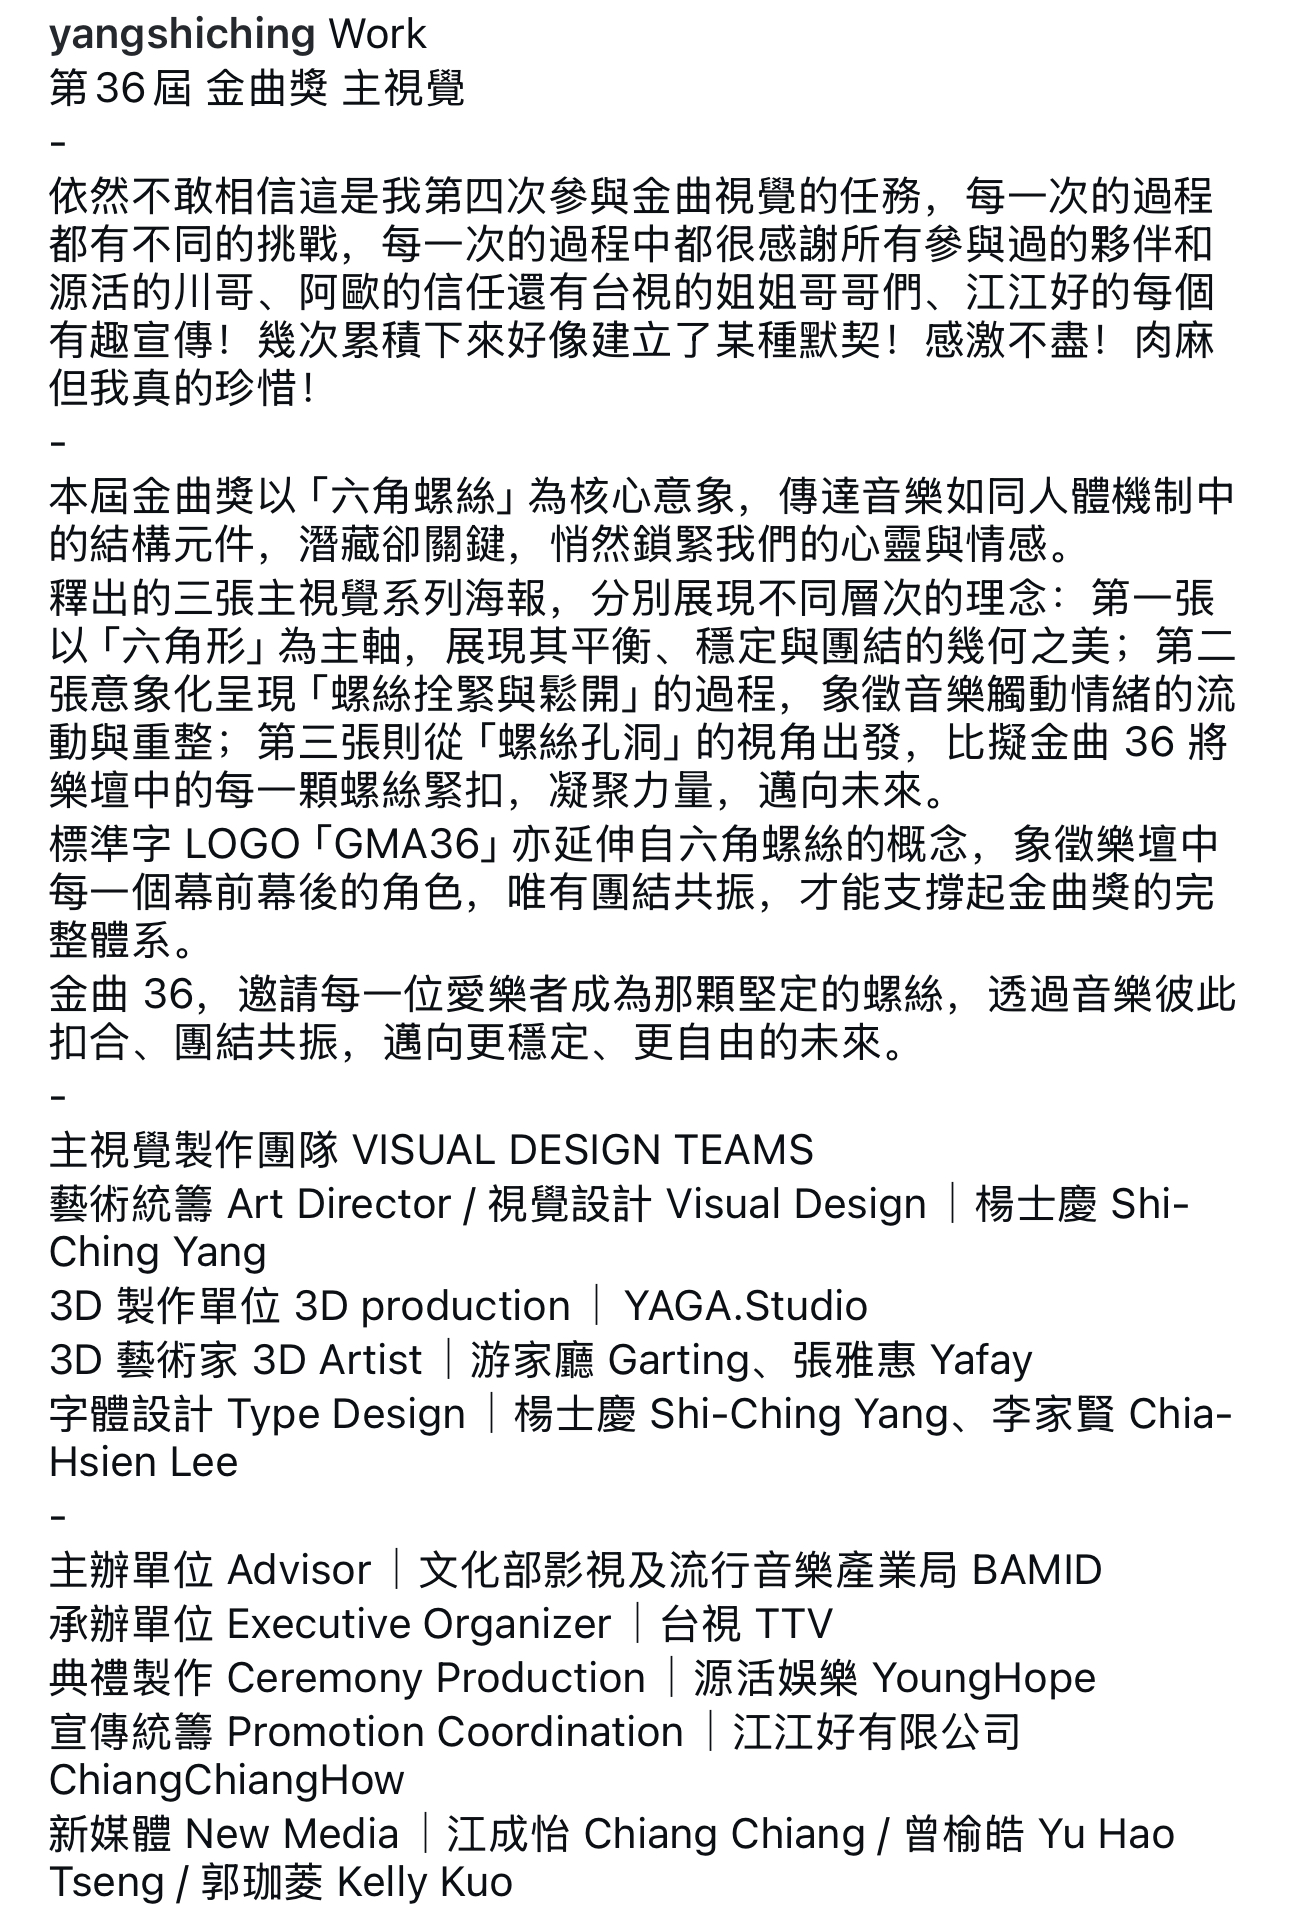 yangshiching Work
第36屆 金曲獎 主視覺
-
依然不敢相信這是我第四次參與金曲視覺的任務，每一次的過程
都有不同的挑戰，每一次的過程中都很感謝所有參與過的夥伴和
源活的川哥、阿歐的信任還有台視的姐姐哥哥們、江江好的每個
有趣宣傳！幾次累積下來好像建立了某種默契！感激不盡！肉麻
但我真的珍惜！
-
本屆金曲獎以「六角螺絲」為核心意象，傳達音樂如同人體機制中
的結構元件，潛藏卻關鍵，悄然鎖緊我們的心靈與情感。
釋出的三張主視覺系列海報，分別展現不同層次的理念：第一張
以「六角形」為主軸，展現其平衡、穩定與團結的幾何之美；第二
張意象化呈現「螺絲拴緊與鬆開」的過程，象徵音樂觸動情緒的流
動與重整；第三張則從「螺絲孔洞」的視角出發，比擬金曲 36 將
樂壇中的每一顆螺絲緊扣，凝聚力量，邁向未來。
標準字 LOGO「GMA36」亦延伸自六角螺絲的概念，象徵樂壇中
每一個幕前幕後的角色，唯有團結共振，才能支撐起金曲獎的完
整體系。
金曲 36，邀請每一位愛樂者成為那顆堅定的螺絲，透過音樂彼此
扣合、團結共振，邁向更穩定、更自由的未來。
-
主視覺製作團隊 VISUAL DESIGN TEAMS
藝術統籌 Art Director / 視覺設計 Visual Design｜楊士慶 Shi-
Ching Yang
3D 製作單位 3D production｜ YAGA.Studio
3D 藝術家 3D Artist｜游家廳 Garting、張雅惠 Yafay
字體設計 Type Design｜楊士慶 Shi-Ching Yang、李家賢 Chia-
Hsien Lee
-
主辦單位 Advisor｜文化部影視及流行音樂產業局 BAMID
承辦單位 Executive Organizer｜台視 TTV
典禮製作 Ceremony Production｜源活娛樂 YoungHope
宣傳統籌 Promotion Coordination｜江江好有限公司
ChiangChiangHow
新媒體 New Media｜江成怡 Chiang Chiang / 曾榆皓 Yu Hao
Tseng / 郭珈菱 Kelly Kuo